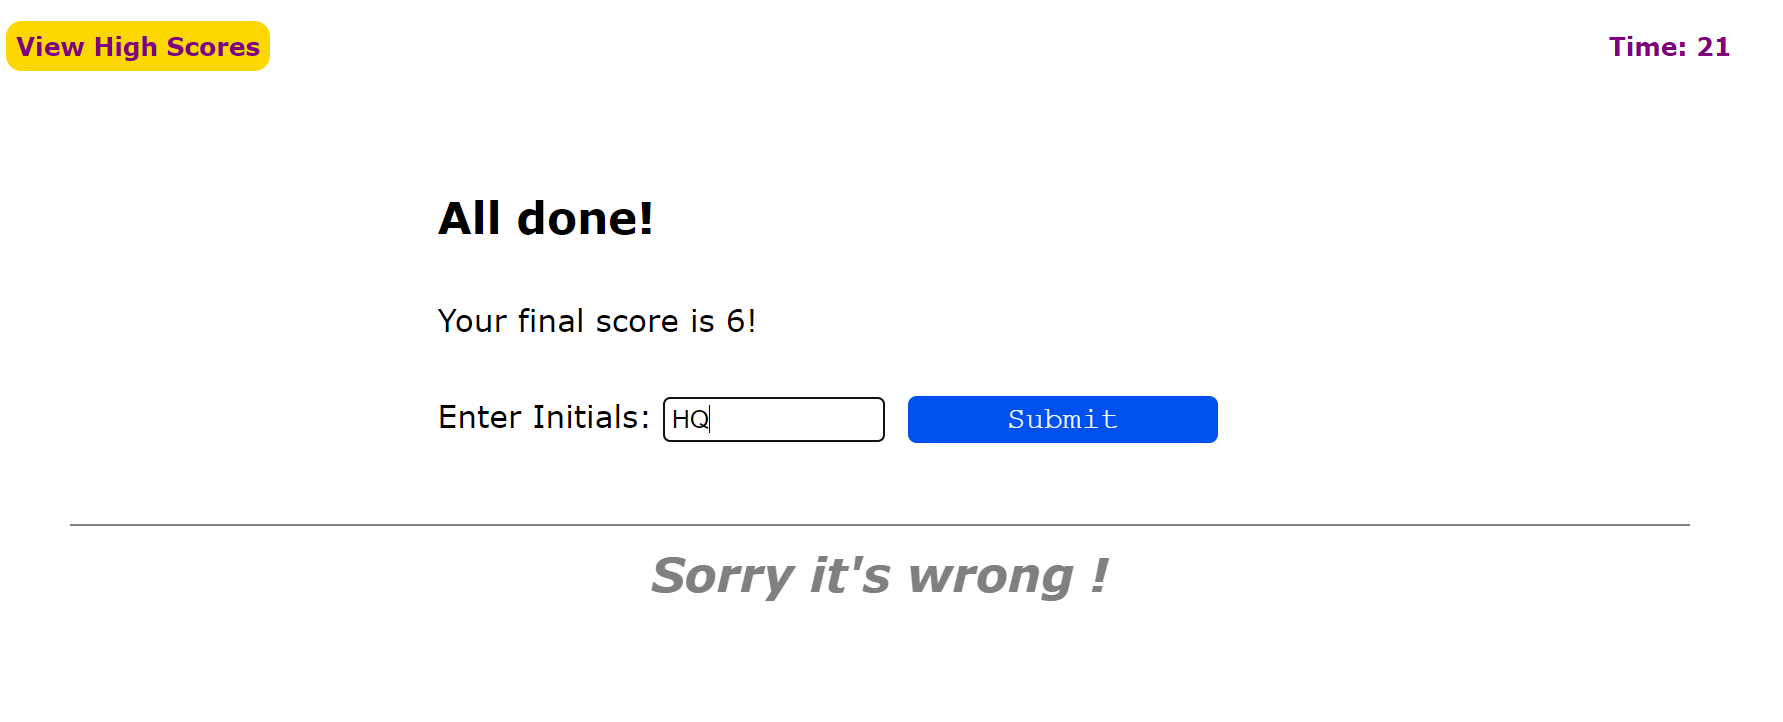 View High Scores
Time: 21
All done!
Your final score is 6!
Enter Initials: HQ Submit
Sorry it's wrong !